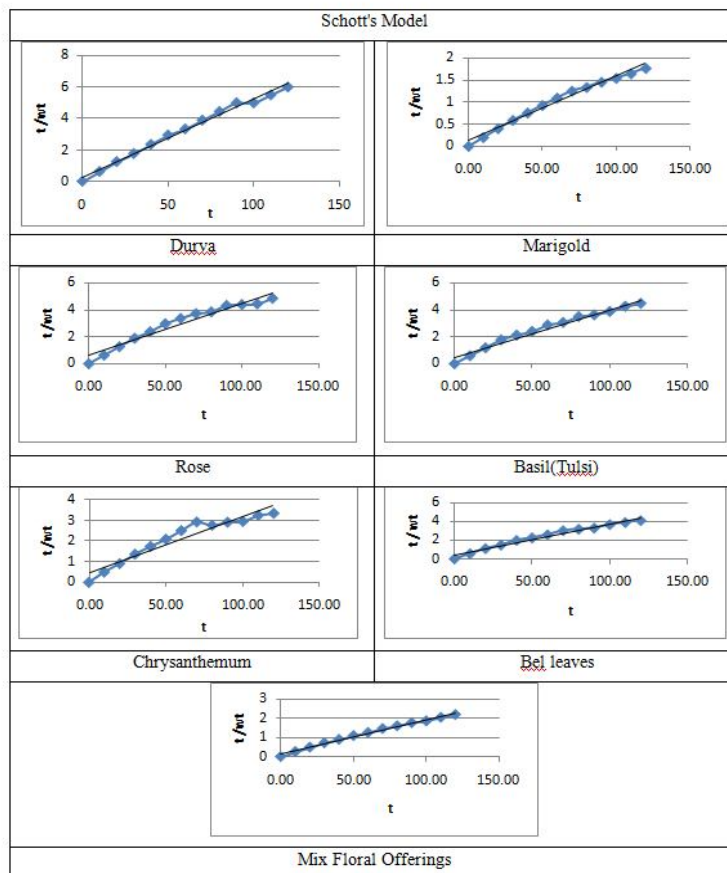 Schott's Model
8
6
4
2
0
t/wt
0 50 100 150
t
2
1.5
1
0.5
0
t/wt
0.00 50.00 100.00 150.00
t
Durva
Marigold
6
4
2
0
t/wt
0.00 50.00 100.00 150.00
t
6
4
2
0
t/wt
0.00 50.00 100.00 150.00
t
Rose
Basil(Tulsi)
4
3
2
1
0
t/wt
0.00 50.00 100.00 150.00
t
6
4
2
0
t/wt
0.00 50.00 100.00 150.00
t
Chrysanthemum
Bel leaves
3
2
1
0
t/wt
0.00 50.00 100.00 150.00
t
Mix Floral Offerings